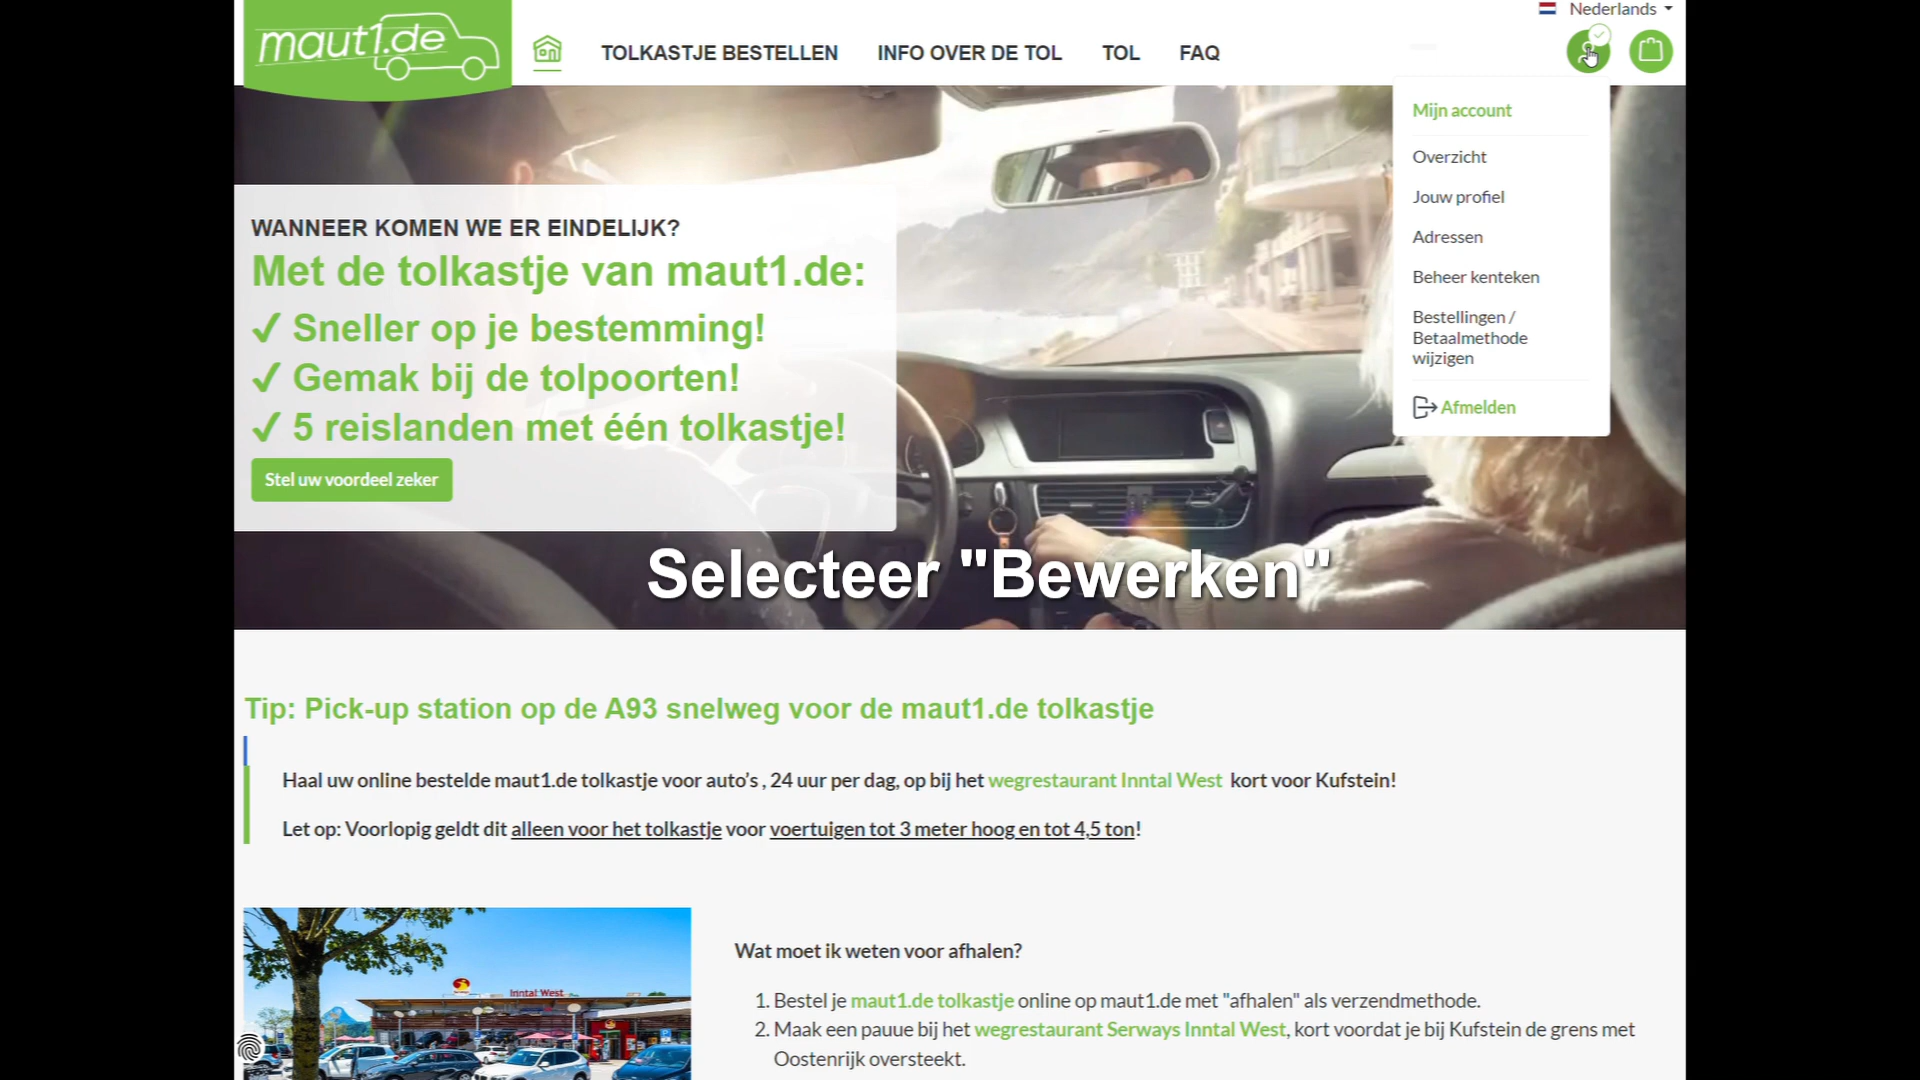 maut1.de
TOLKASTJE BESTELLEN
INFO OVER DE TOL
TOL
FAQ
Nederlands
Mijn account
Overzicht
Jouw profiel
Adressen
Beheer kenteken
Bestellingen /
Betaalmethode
wijzigen
Afmelden
WANNEER KOMEN WE ER EINDELIJK?
Met de tolkastje van maut1.de:
✓ Sneller op je bestemming!
✓ Gemak bij de tolpoorten!
✓ 5 reislanden met één tolkastje!
Stel uw voordeel zeker
Selecteer "Bewerken"
Tip: Pick-up station op de A93 snelweg voor de maut1.de tolkastje
Haal uw online bestelde maut1.de tolkastje voor auto's , 24 uur per dag, op bij het wegrestaurant Inntal West kort voor Kufstein!
Let op: Voorlopig geldt dit alleen voor het tolkastje voor voertuigen tot 3 meter hoog en tot 4,5 ton!
Inntal West
Wat moet ik weten voor afhalen?
1. Bestel je maut1.de tolkastje online op maut1.de met "afhalen" als verzendmethode.
2. Maak een pauue bij het wegrestaurant Serways Inntal West, kort voordat je bij Kufstein de grens met
Oostenrijk oversteekt.